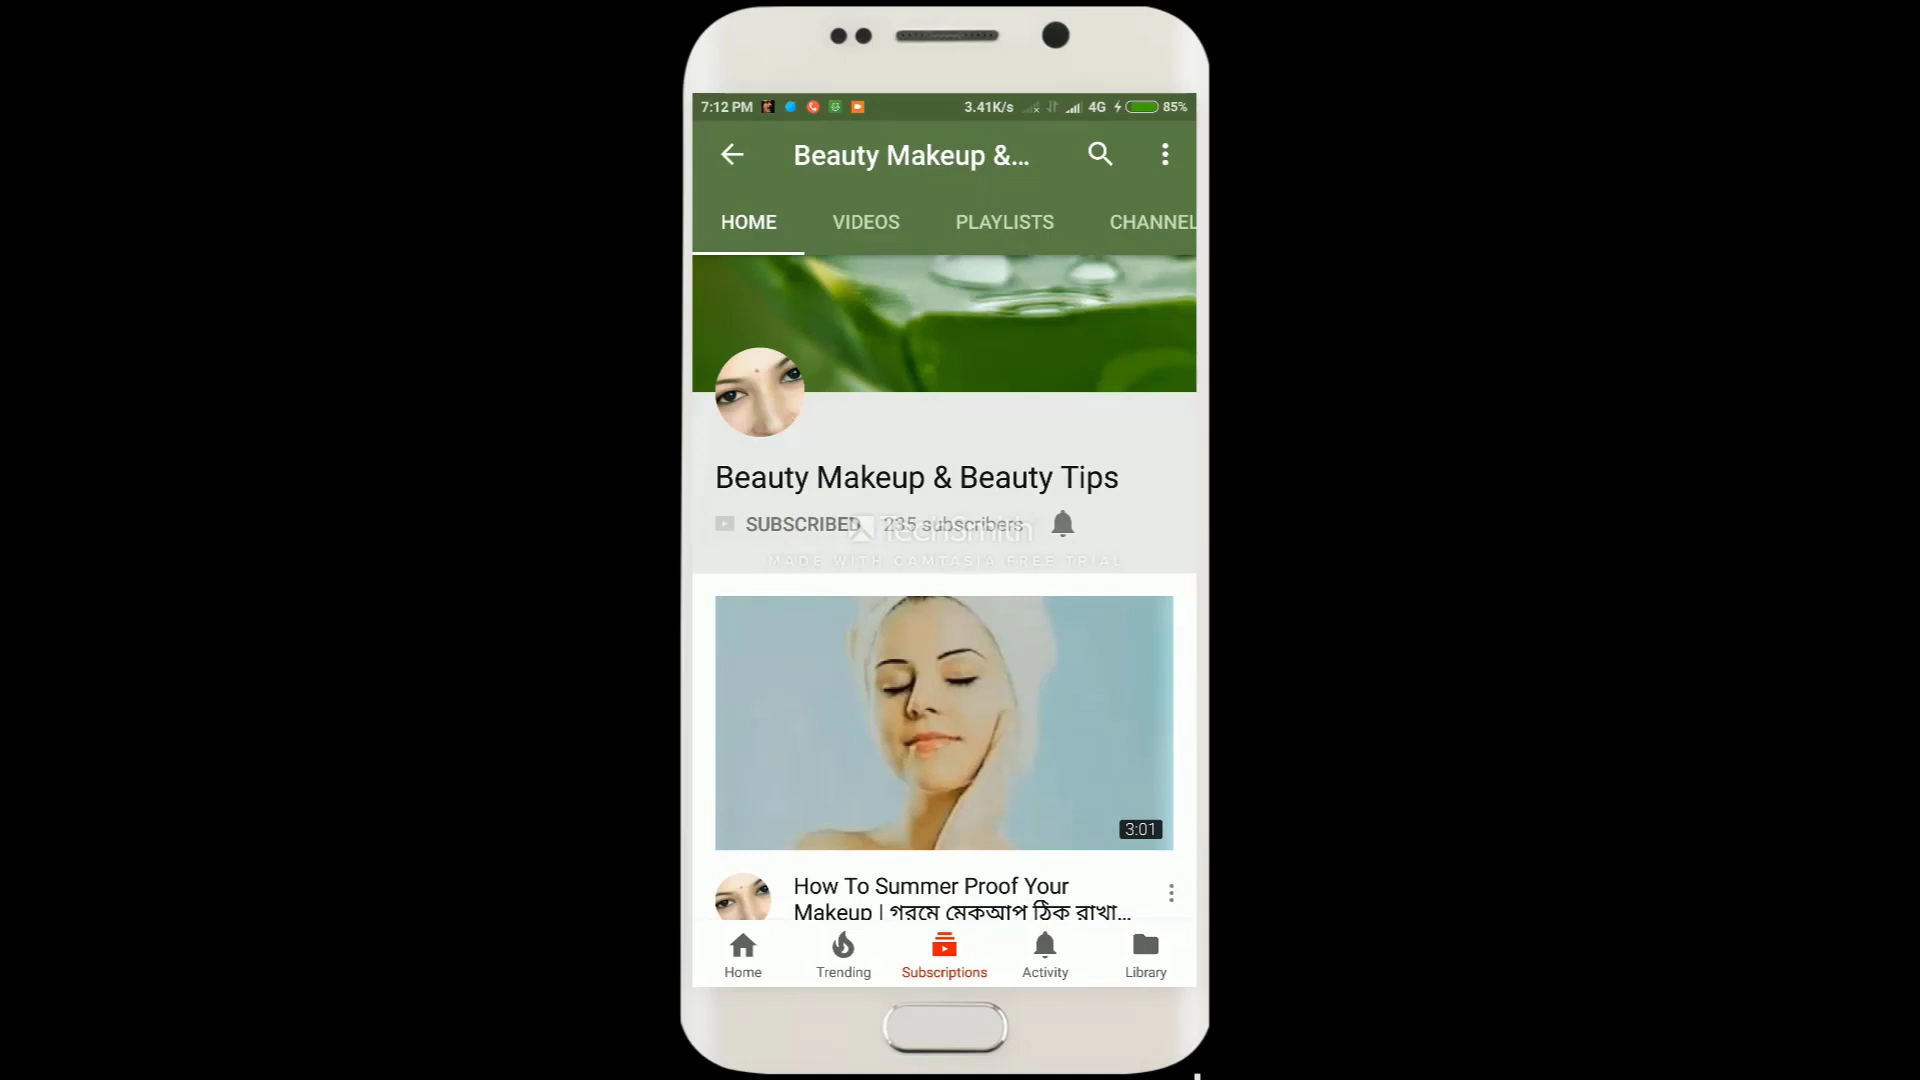 7:12 PM 3.41K/s 4G 85%
Beauty Makeup &...
HOME VIDEOS PLAYLISTS CHANNEL
Beauty Makeup & Beauty Tips
SUBSCRIBED 235 subscribers
TechSmith
MADE WITH CAMTASIA FREE TRIAL
3:01
How To Summer Proof Your
Makeup | গরমে মেকআপ ঠিক রাখা...
Home Trending Subscriptions Activity Library